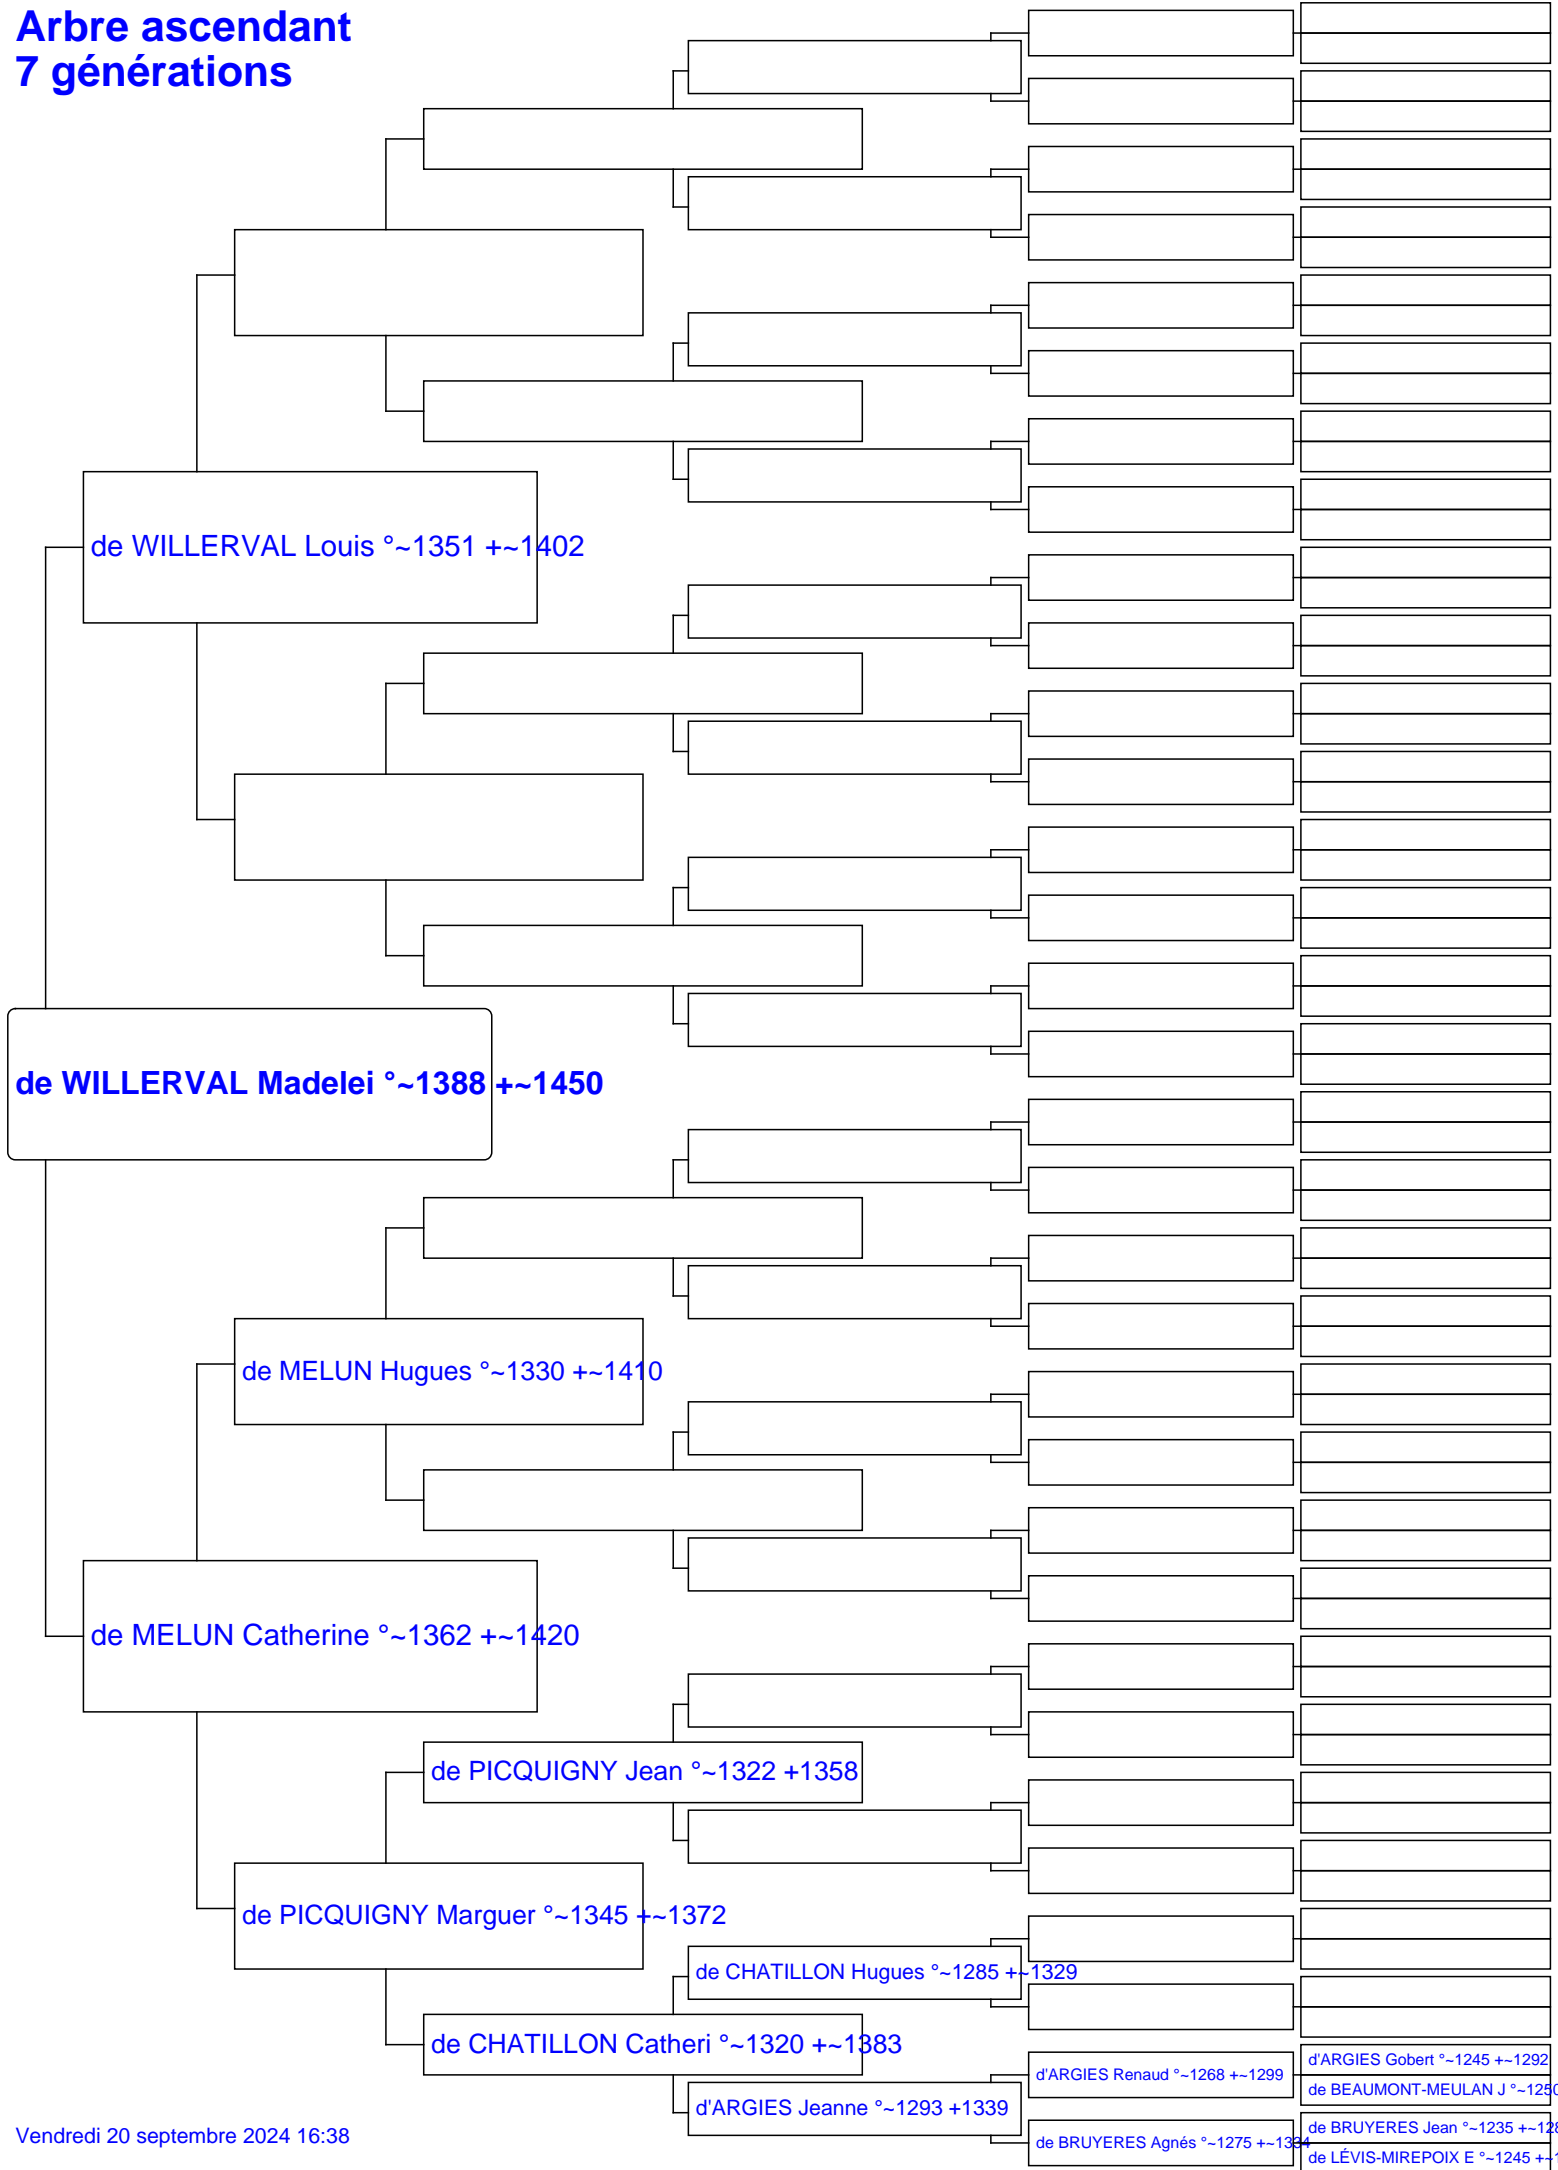 Arbre ascendant
7 générations
de WILLERVAL Louis °~1351 +~1402
de WILLERVAL Madelei °~1388 +~1450
de MELUN Hugues °~1330 +~1410
de MELUN Catherine °~1362 +~1420
de PICQUIGNY Jean °~1322 +1358
de PICQUIGNY Marguer °~1345 +~1372
de CHATILLON Hugues °~1285 +~1329
de CHATILLON Catheri °~1320 +~1383
d'ARGIES Gobert °~1245 +~1292
d'ARGIES Renaud °~1268 +~1299
de BEAUMONT-MEULAN J °~1250
d'ARGIES Jeanne °~1293 +1339
de BRUYERES Jean °~1235 +~128
de BRUYERES Agnés °~1275 +~1334
de LÉVIS-MIREPOIX E °~1245 +~1
Vendredi 20 septembre 2024 16:38